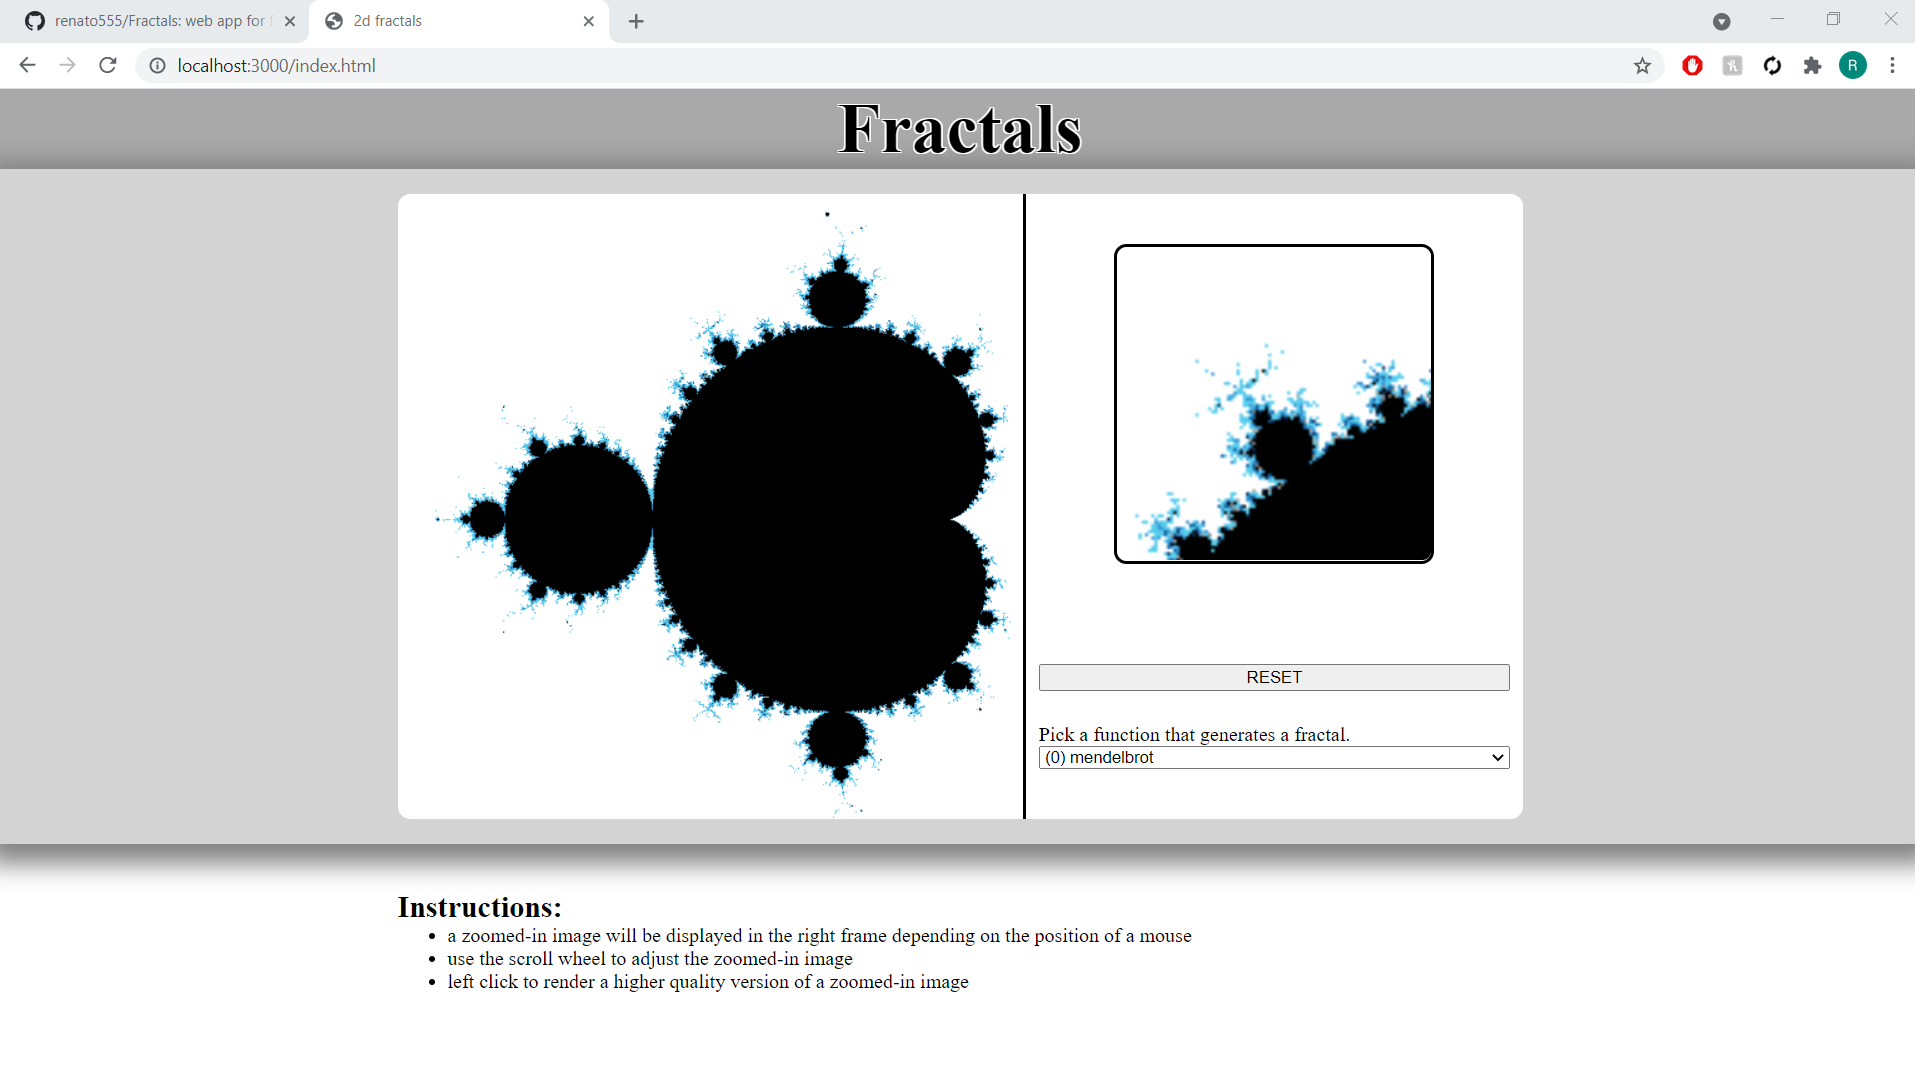 renato555/Fractals: web app for
2d fractals
localhost:3000/index.html
R
Fractals
RESET
Pick a function that generates a fractal.
(0) mendelbrot
Instructions:
a zoomed-in image will be displayed in the right frame depending on the position of a mouse
use the scroll wheel to adjust the zoomed-in image
left click to render a higher quality version of a zoomed-in image